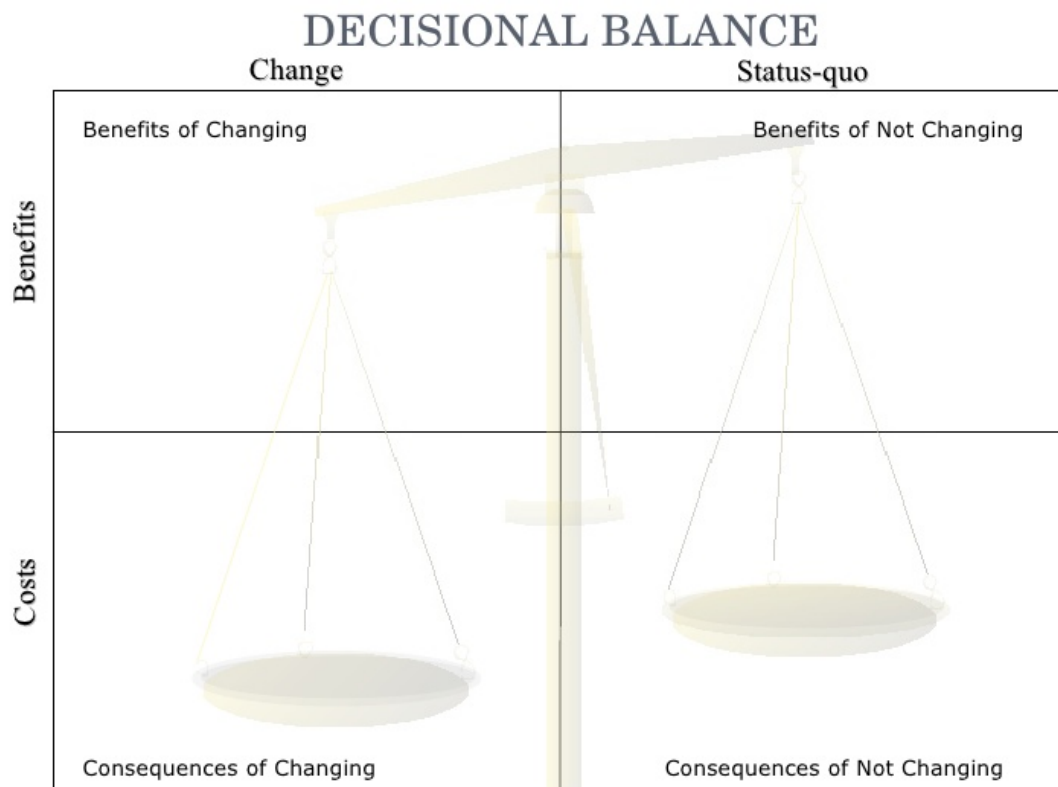 DECISIONAL BALANCE
Change
Status-quo
Benefits of Changing
Benefits of Not Changing
Benefits
Costs
Consequences of Changing
Consequences of Not Changing